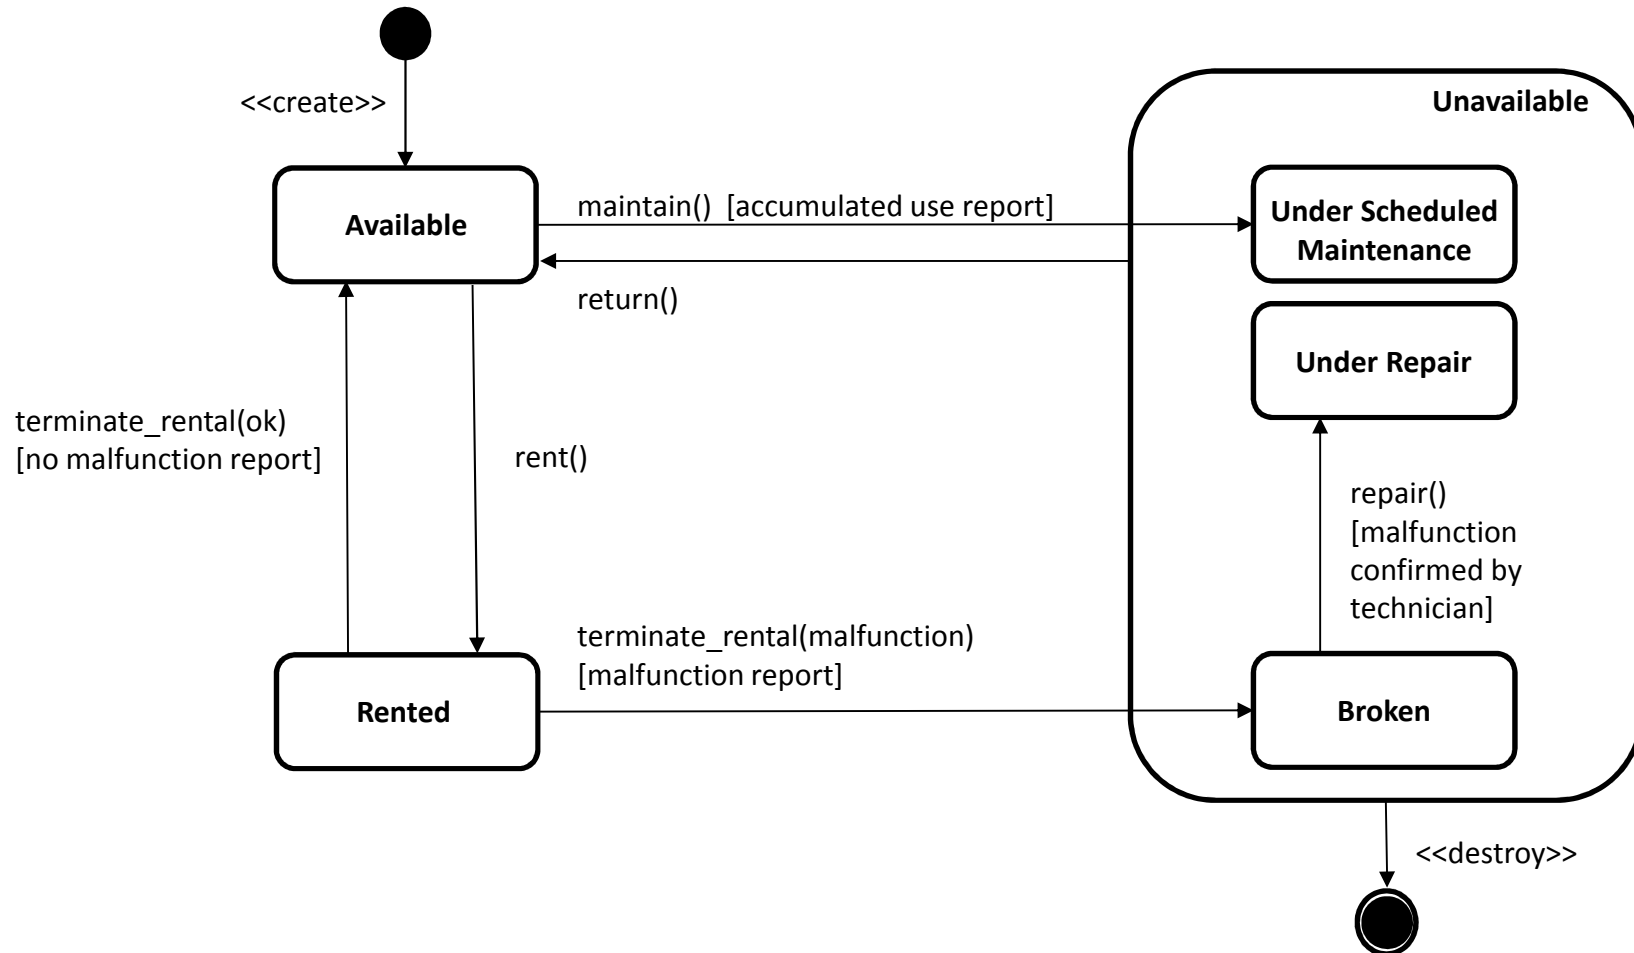 <<create>>
Unavailable
Available
maintain()  [accumulated use report]
Under Scheduled
Maintenance
return()
Under Repair
terminate_rental(ok)
[no malfunction report]
rent()
repair()
[malfunction
confirmed by
technician]
terminate_rental(malfunction)
[malfunction report]
Rented
Broken
<<destroy>>